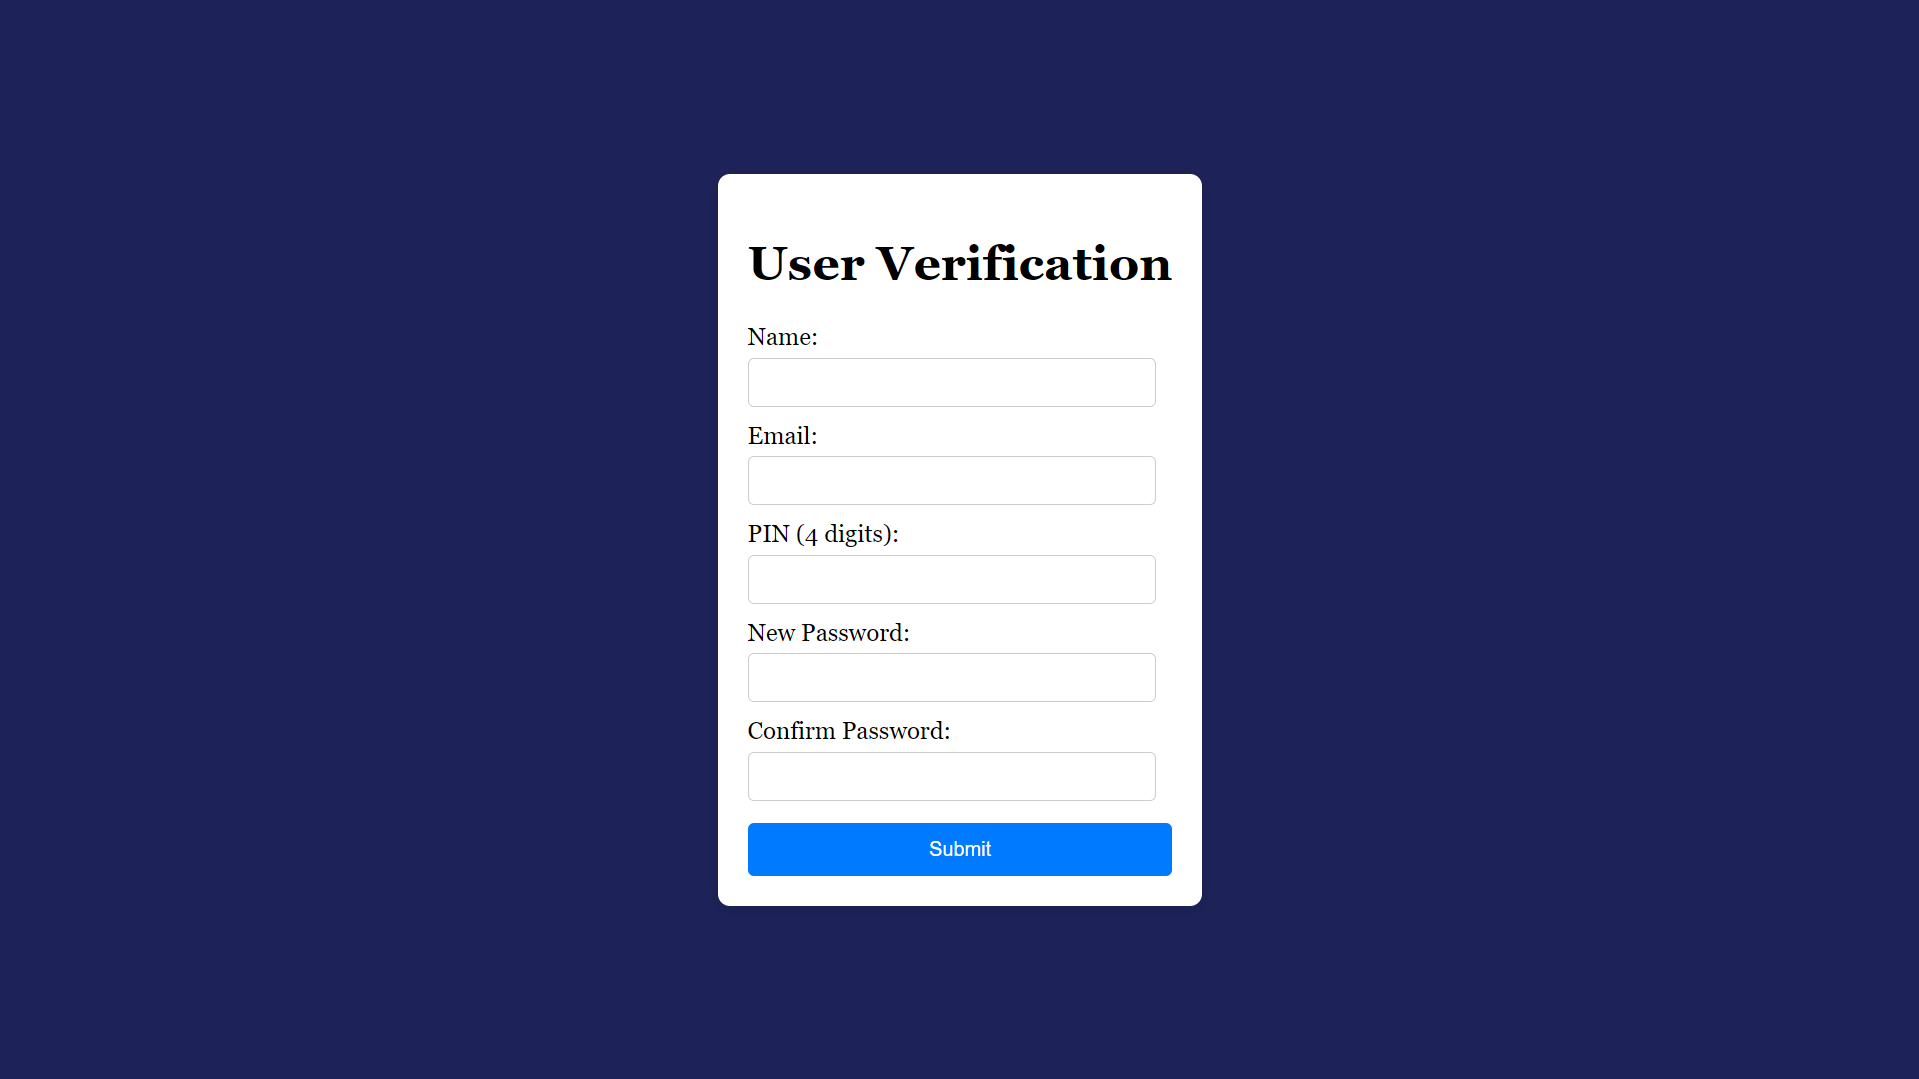 User Verification
Name:
Email:
PIN (4 digits):
New Password:
Confirm Password:
Submit